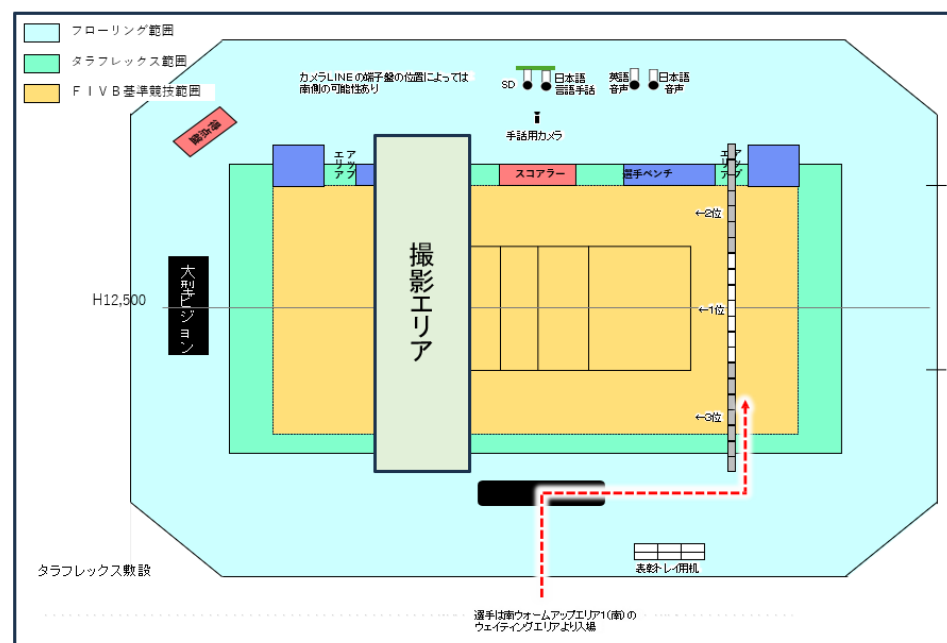 フローリング範囲
タラフレックス範囲
FIVB基準競技範囲
カメラLINEの端子盤の位置によっては
南側の可能性あり
SD
日本語
言語手話
英語
音声
日本語
音声
手話用カメラ
得点盤
アップ
エリア
スコアラー
選手ベンチ
アップ
エリア
←2位
撮影エリア
大型ビジョン
H12,500
←1位
←3位
タラフレックス敷設
表彰トレイ用机
選手は南ウォームアップエリア1(南)の
ウェイティングエリアより入場